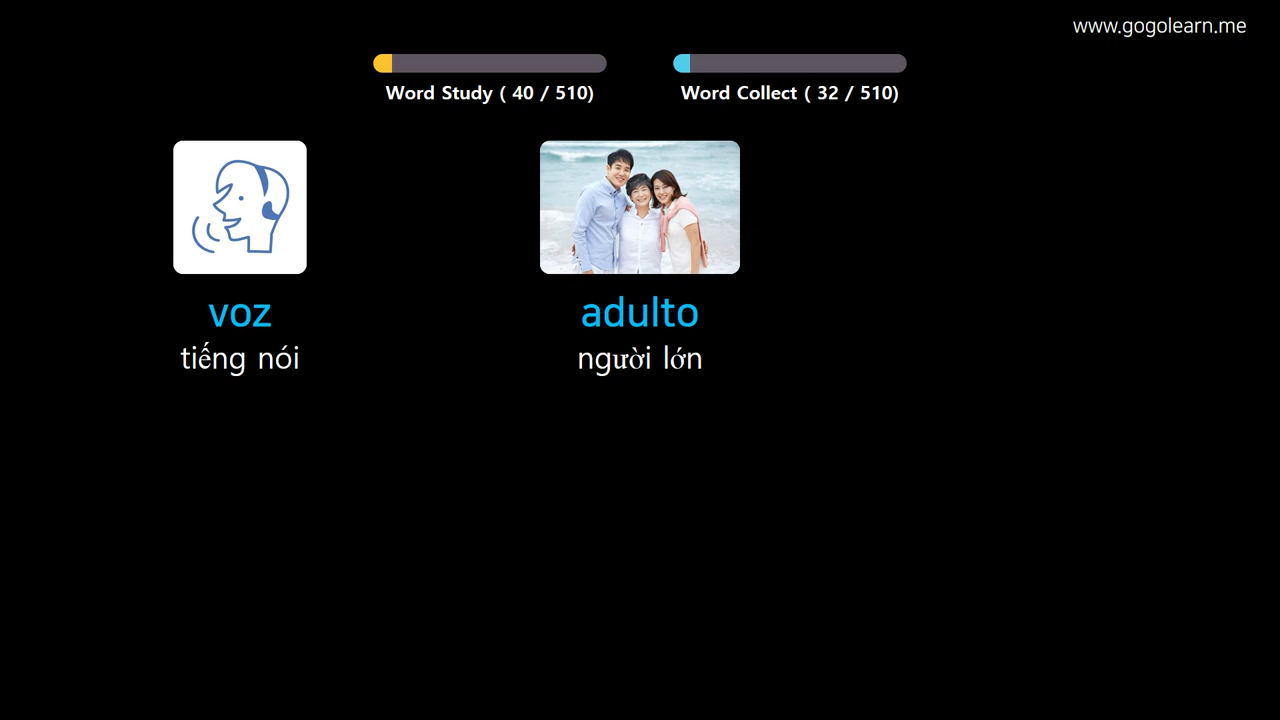 www.gogolearn.me
Word Study ( 40 / 510)
Word Collect ( 32 / 510)
voz
tiếng nói
adulto
người lớn